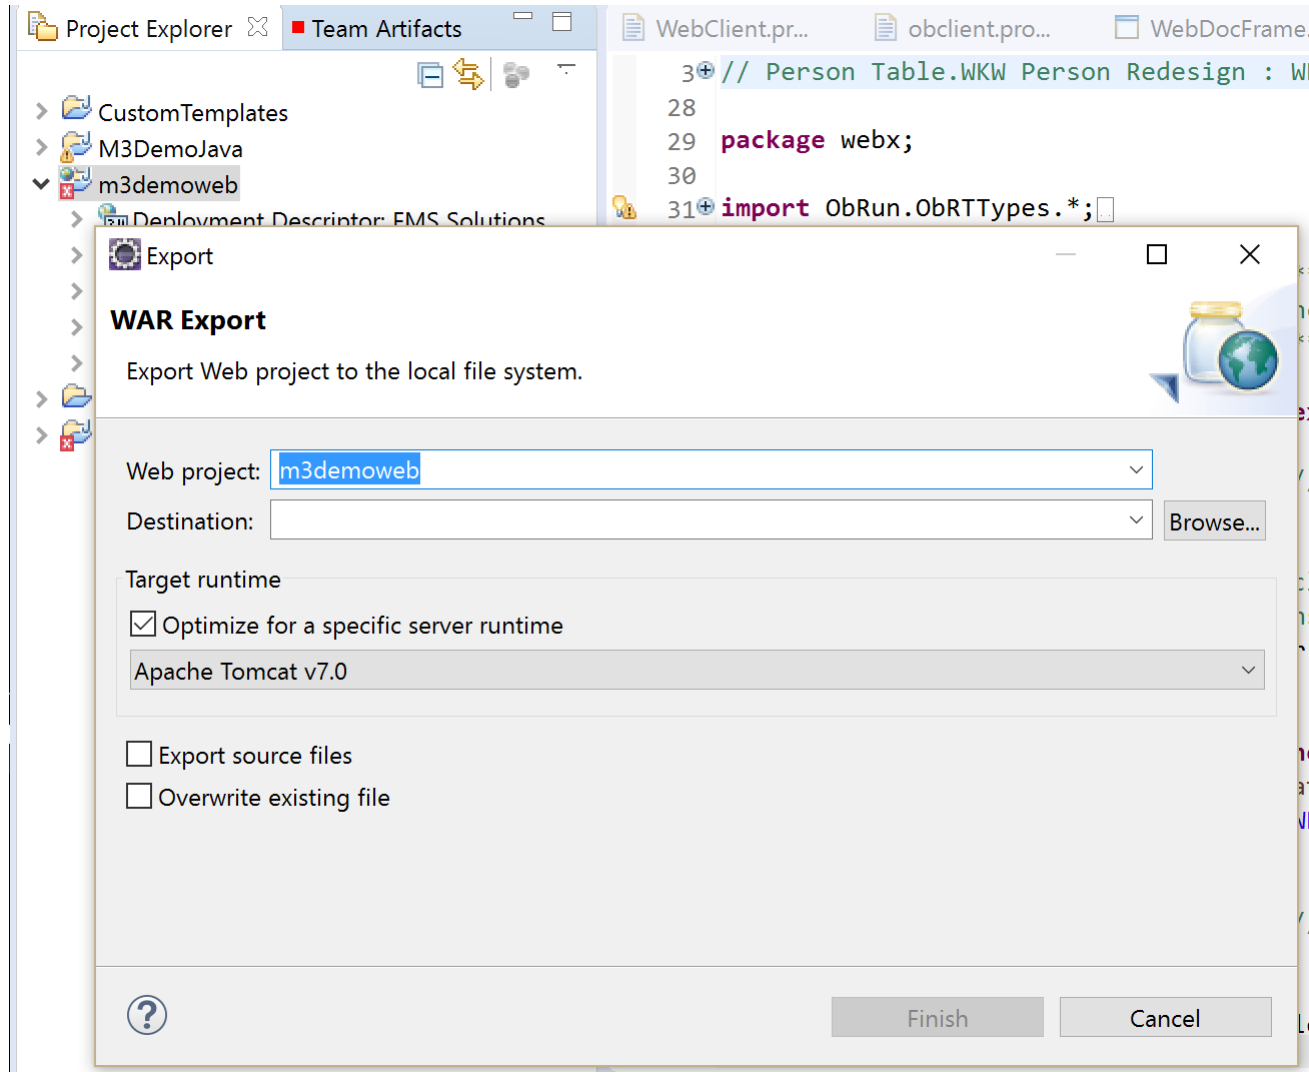 Project Explorer
Team Artifacts
WebClient.pr...
obclient.pro...
WebDocFrame.
3 // Person Table.WKW Person Redesign :
28
CustomTemplates
29 package webx;
M3DemoJava
30
m3demoweb
31 import ObRun.ObRTTypes.*;
Deployment Descriptor: EMS Solutions
Export
WAR Export
Export Web project to the local file system.
Web project: m3demoweb
Destination:
Browse...
Target runtime
Optimize for a specific server runtime
Apache Tomcat v7.0
Export source files
Overwrite existing file
?
Finish
Cancel